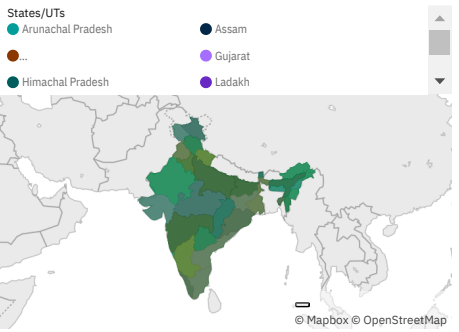 States/UTs
Arunachal Pradesh
Assam
...
Gujarat
Himachal Pradesh
Ladakh
© Mapbox © OpenStreetMap